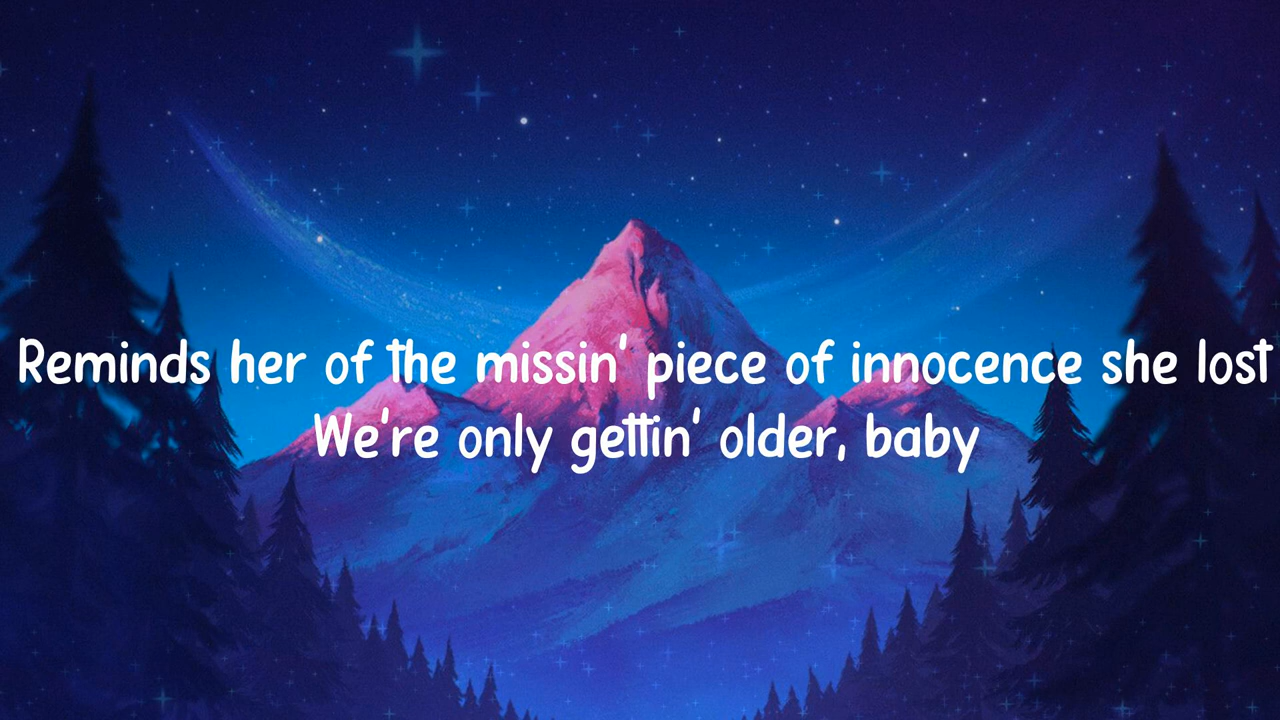 Reminds her of the missin' piece of innocence she lost
We're only gettin' older, baby